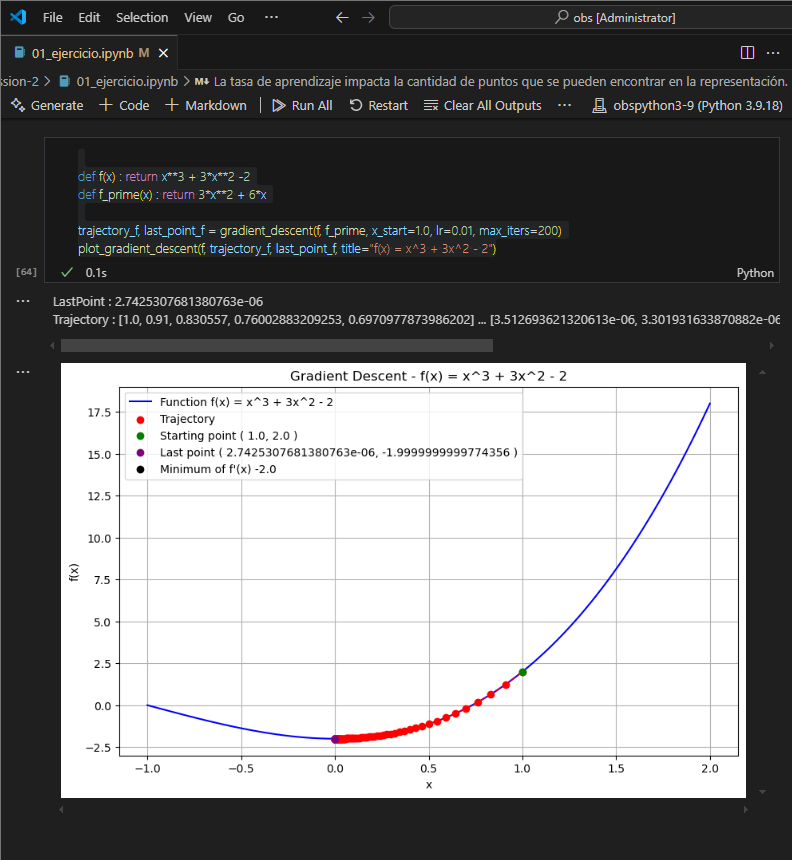 File Edit Selection View Go ··· obs [Administrator]
01_ejercicio.ipynb M
ssion-2 > 01_ejercicio.ipynb > M↓ La tasa de aprendizaje impacta la cantidad de puntos que se pueden encontrar en la representación.
Generate + Code + Markdown | Run All Restart Clear All Outputs ··· obspython3-9 (Python 3.9.18)
def f(x) : return x**3 + 3*x**2 -2
def f_prime(x) : return 3*x**2 + 6*x
trajectory_f, last_point_f = gradient_descent(f, f_prime, x_start=1.0, lr=0.01, max_iters=200)
plot_gradient_descent(f, trajectory_f, last_point_f, title="f(x) = x^3 + 3x^2 - 2")
[64] ✓ 0.1s Python
LastPoint : 2.7425307681380763e-06
Trajectory : [1.0, 0.91, 0.830557, 0.76002883209253, 0.6970977873986202] ... [3.512693621320613e-06, 3.301931633870882e-06
Gradient Descent - f(x) = x^3 + 3x^2 - 2
Function f(x) = x^3 + 3x^2 - 2
Trajectory
Starting point ( 1.0, 2.0 )
Last point ( 2.7425307681380763e-06, -1.9999999999774356 )
Minimum of f'(x) -2.0
17.5
15.0
12.5
10.0
7.5
5.0
2.5
0.0
−2.5
f(x)
−1.0 −0.5 0.0 0.5 1.0 1.5 2.0
x